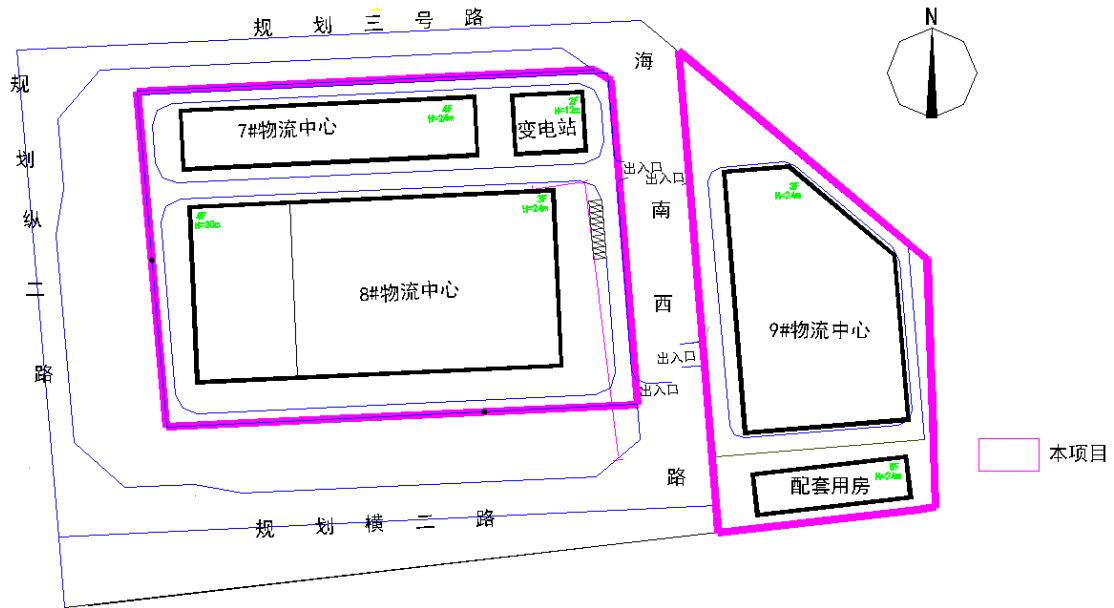 规划三号路
N
海南西路
规划纵二路
7#物流中心
4F
H=24m
2F
H=12m
变电站
出入口
出入口
3F
H=24m
4F
H=30m
3F
H=24m
8#物流中心
9#物流中心
出入口
出入口
本项目
配套用房
H=24m
规划横二路